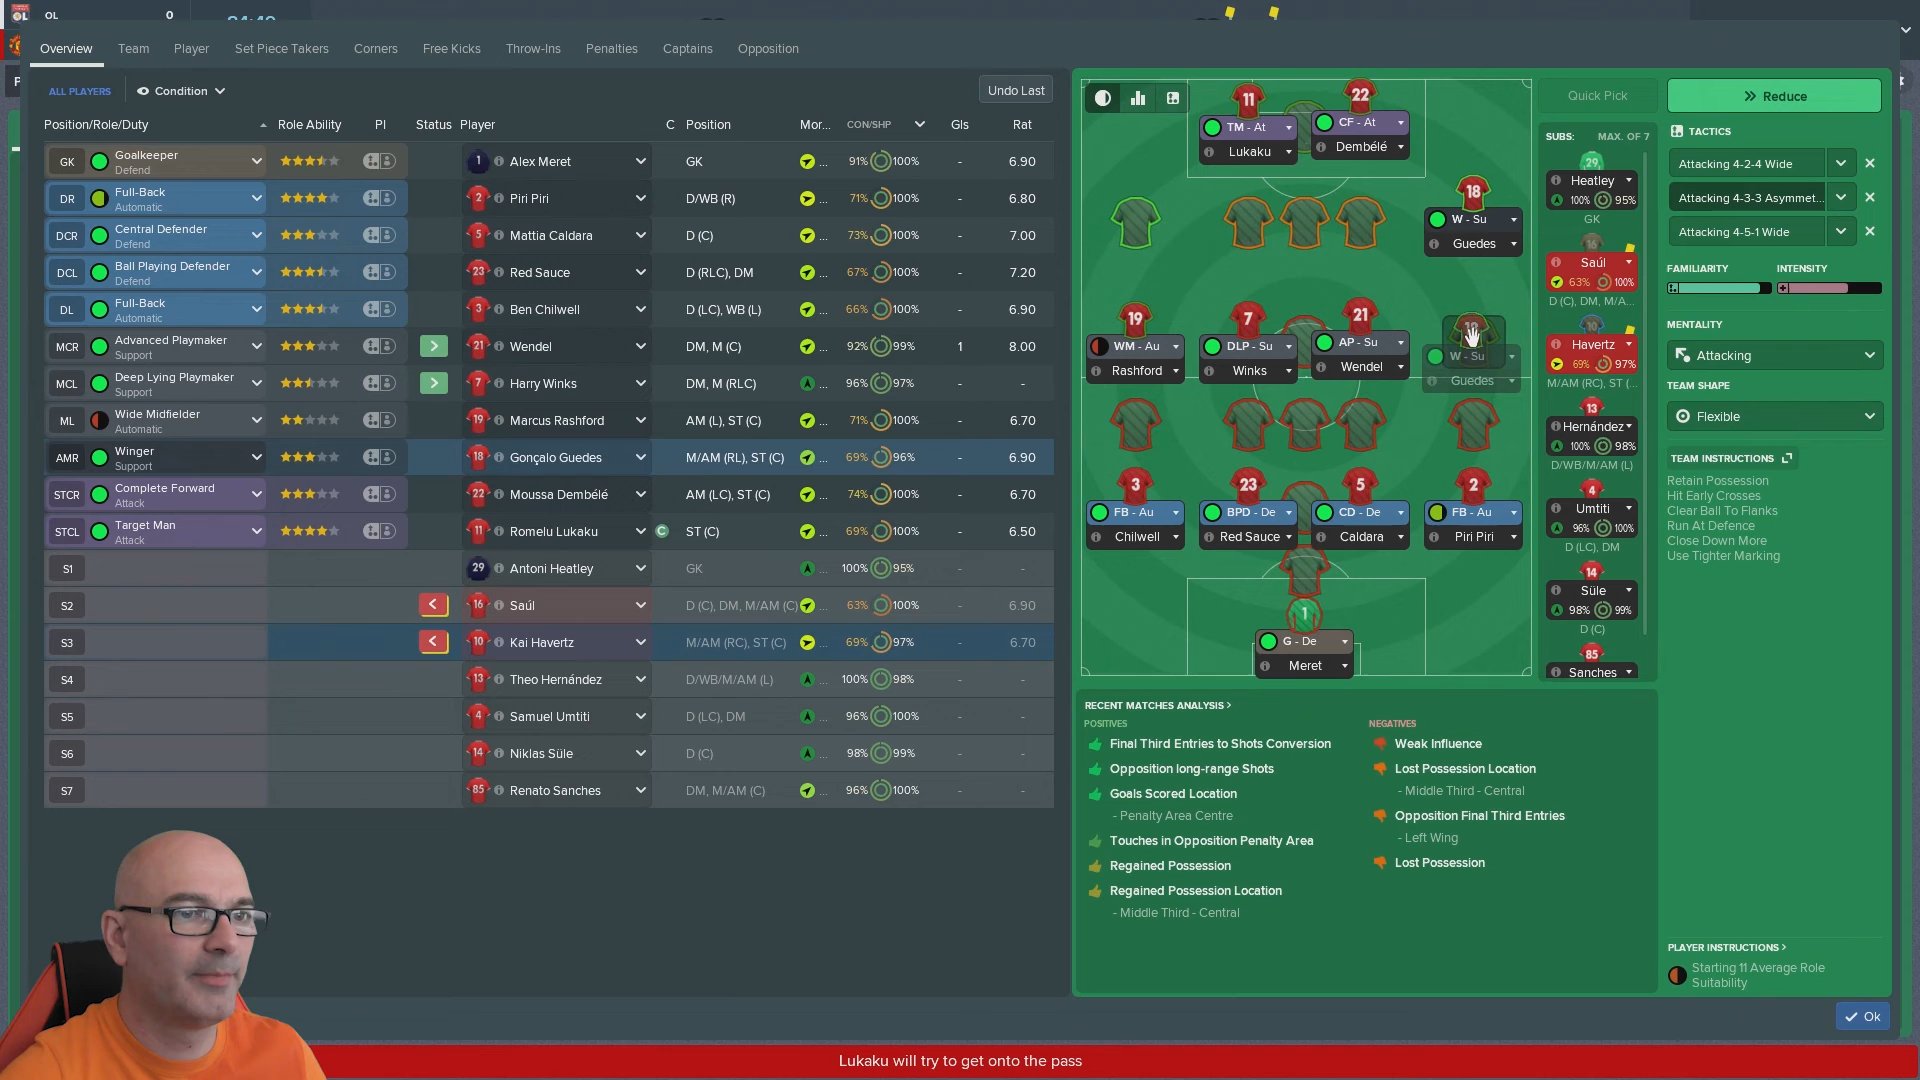 OL 0
Overview Team Player Set Piece Takers Corners Free Kicks Throw-Ins Penalties Captains Opposition
ALL PLAYERS Condition Undo Last
Position/Role/Duty Role Ability PI Status Player C Position Mor... CON/SHP Gls Rat
GK Goalkeeper Defend 1 Alex Meret GK ... 91% 100% - 6.90
DR Full-Back Automatic 2 Piri Piri D/WB (R) ... 71% 100% - 6.80
DCR Central Defender Defend 5 Mattia Caldara D (C) ... 73% 100% - 7.00
DCL Ball Playing Defender Defend 23 Red Sauce D (RLC), DM ... 67% 100% - 7.20
DL Full-Back Automatic 3 Ben Chilwell D (LC), WB (L) ... 66% 100% - 6.90
MCR Advanced Playmaker Support 21 Wendel DM, M (C) ... 92% 99% 1 8.00
MCL Deep Lying Playmaker Support 7 Harry Winks DM, M (RLC) ... 96% 97% - -
ML Wide Midfielder Automatic 19 Marcus Rashford AM (L), ST (C) ... 71% 100% - 6.70
AMR Winger Support 18 Gonçalo Guedes M/AM (RL), ST (C) ... 69% 96% - 6.90
STCR Complete Forward Attack 22 Moussa Dembélé AM (LC), ST (C) ... 74% 100% - 6.70
STCL Target Man Attack 11 Romelu Lukaku C ST (C) ... 69% 100% - 6.50
S1 29 Antoni Heatley GK ... 100% 95% - -
S2 16 Saúl D (C), DM, M/AM (C) ... 63% 100% - 6.90
S3 10 Kai Havertz M/AM (RC), ST (C) ... 69% 97% - 6.70
S4 13 Theo Hernández D/WB/M/AM (L) ... 100% 98% - -
S5 4 Samuel Umtiti D (LC), DM ... 96% 100% - -
S6 14 Niklas Süle D (C) ... 98% 99% - -
S7 85 Renato Sanches DM, M/AM (C) ... 96% 100% - -
11 22
TM - At CF - At
Lukaku Dembélé
18
W - Su
Guedes
19 7 21
WM - Au DLP - Su AP - Su W - Su
Rashford Winks Wendel Guedes
3 23 5 2
FB - Au BPD - De CD - De FB - Au
Chilwell Red Sauce Caldara Piri Piri
1
G - De
Meret
Quick Pick
SUBS: MAX. OF 7
29
Heatley
100% 95%
GK
16
Saúl
63% 100%
D (C), DM, M/A...
10
Havertz
69% 97%
M/AM (RC), ST (...
13
Hernández
100% 98%
D/WB/M/AM (L)
4
Umtiti
96% 100%
D (LC), DM
14
Süle
98% 99%
D (C)
85
Sanches
Reduce
TACTICS
Attacking 4-2-4 Wide
Attacking 4-3-3 Asymmet...
Attacking 4-5-1 Wide
FAMILIARITY INTENSITY
MENTALITY
Attacking
TEAM SHAPE
Flexible
TEAM INSTRUCTIONS
Retain Possession
Hit Early Crosses
Clear Ball To Flanks
Run At Defence
Close Down More
Use Tighter Marking
RECENT MATCHES ANALYSIS >
POSITIVES
Final Third Entries to Shots Conversion
Opposition long-range Shots
Goals Scored Location
- Penalty Area Centre
Touches in Opposition Penalty Area
Regained Possession
Regained Possession Location
- Middle Third - Central
NEGATIVES
Weak Influence
Lost Possession Location
- Middle Third - Central
Opposition Final Third Entries
- Left Wing
Lost Possession
PLAYER INSTRUCTIONS >
Starting 11 Average Role
Suitability
Ok
Lukaku will try to get onto the pass